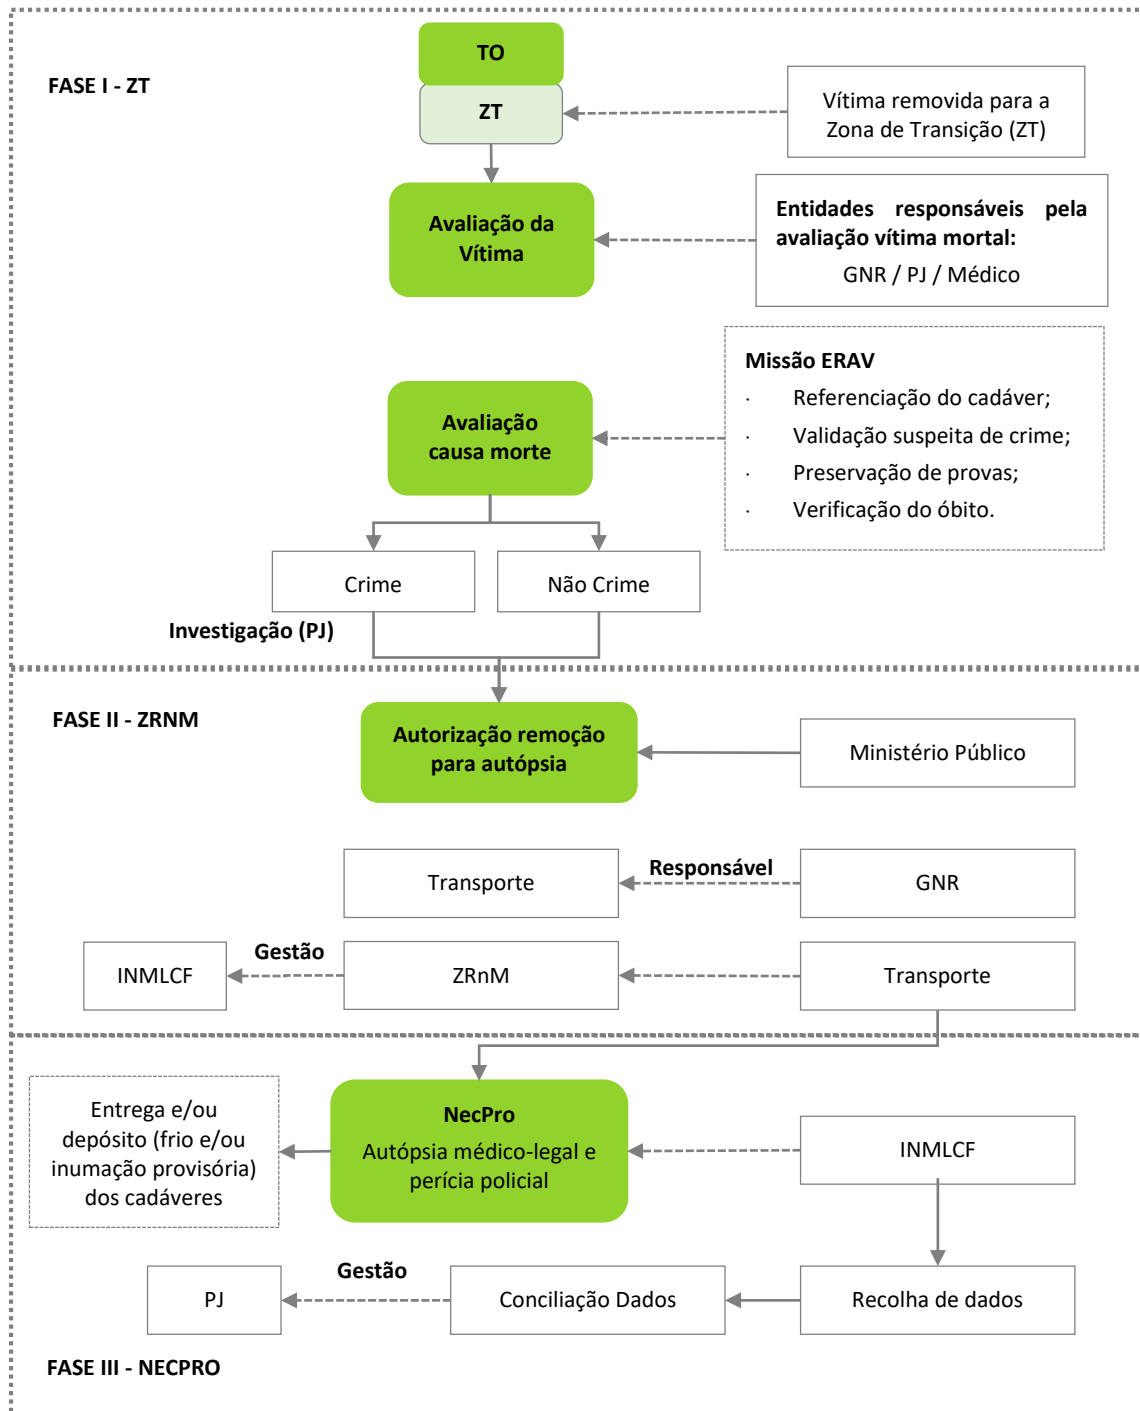 TO
FASE I - ZT
ZT
Vítima removida para a
Zona de Transição (ZT)
Avaliação da
Vítima
Entidades responsáveis pela
avaliação vítima mortal:
GNR / PJ / Médico
Missão ERAV
· Referenciação do cadáver;
· Validação suspeita de crime;
· Preservação de provas;
· Verificação do óbito.
Avaliação
causa morte
Crime
Não Crime
Investigação (PJ)
FASE II - ZRNM
Autorização remoção
para autópsia
Ministério Público
Transporte
Responsável
GNR
INMLCF
Gestão
ZRnM
Transporte
Entrega e/ou
depósito (frio e/ou
inumação provisória)
dos cadáveres
NecPro
Autópsia médico-legal e
perícia policial
INMLCF
PJ
Gestão
Conciliação Dados
Recolha de dados
FASE III - NECPRO